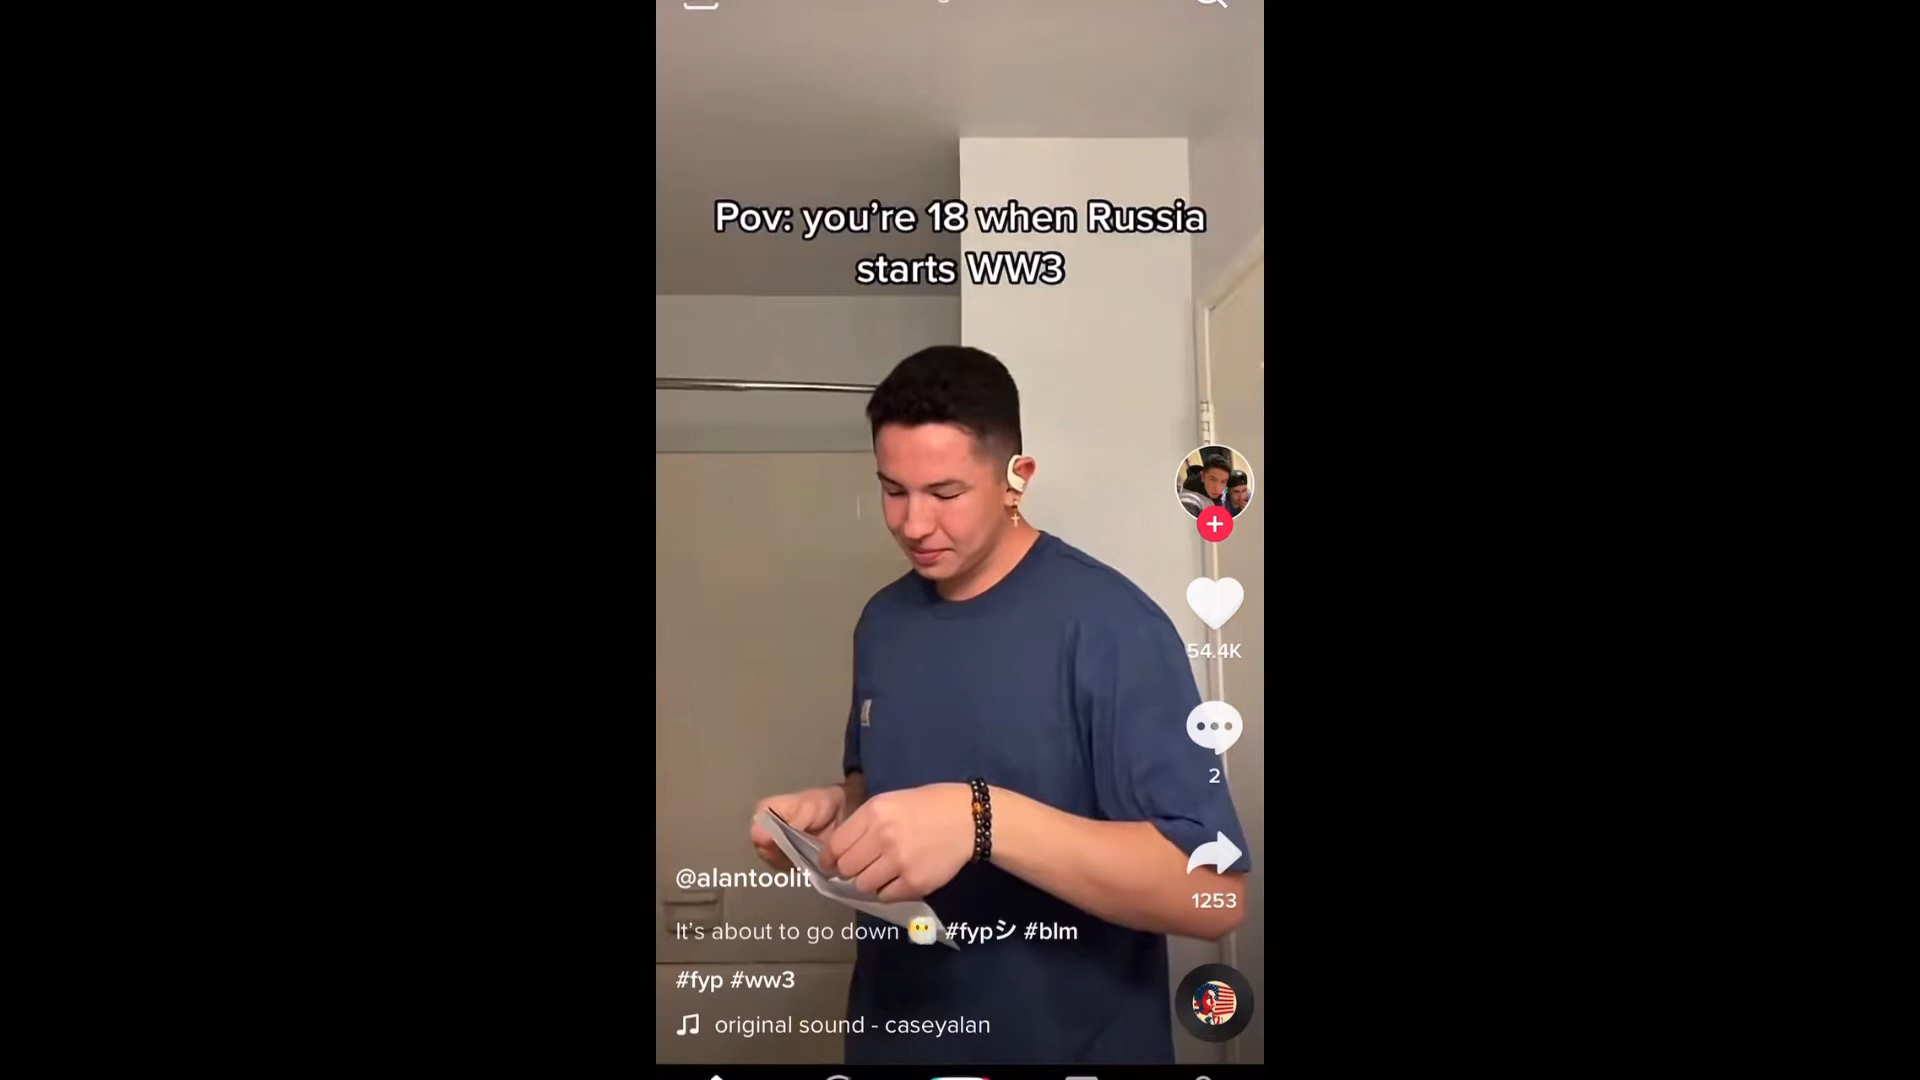 Pov: you’re 18 when Russia
starts WW3
54.4K
2
1253
@alantoolit
It’s about to go down 😶 #fypシ #blm
#fyp #ww3
original sound - caseyalan